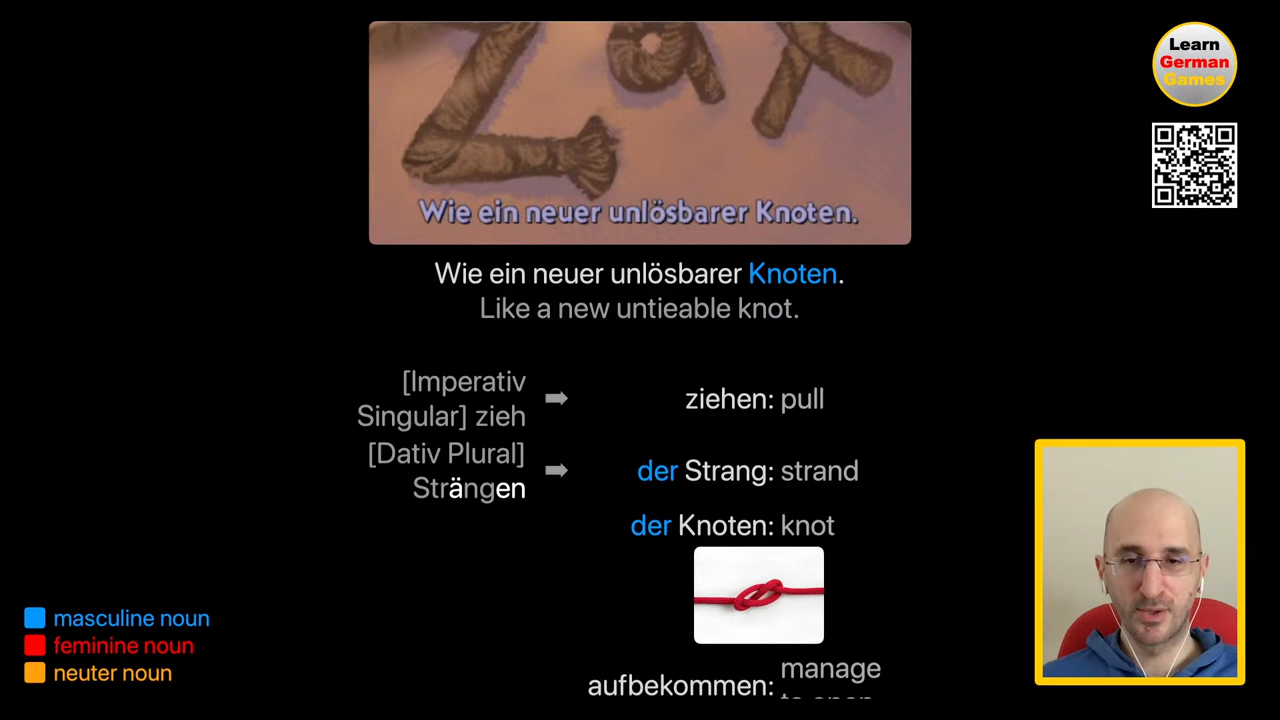 Learn
German
Games
Wie ein neuer unlösbarer Knoten.
Wie ein neuer unlösbarer Knoten.
Like a new untieable knot.
[Imperativ
Singular] zieh
➡
ziehen: pull
[Dativ Plural]
Strängen
➡
der Strang: strand
der Knoten: knot
manage
aufbekommen:
masculine noun
feminine noun
neuter noun